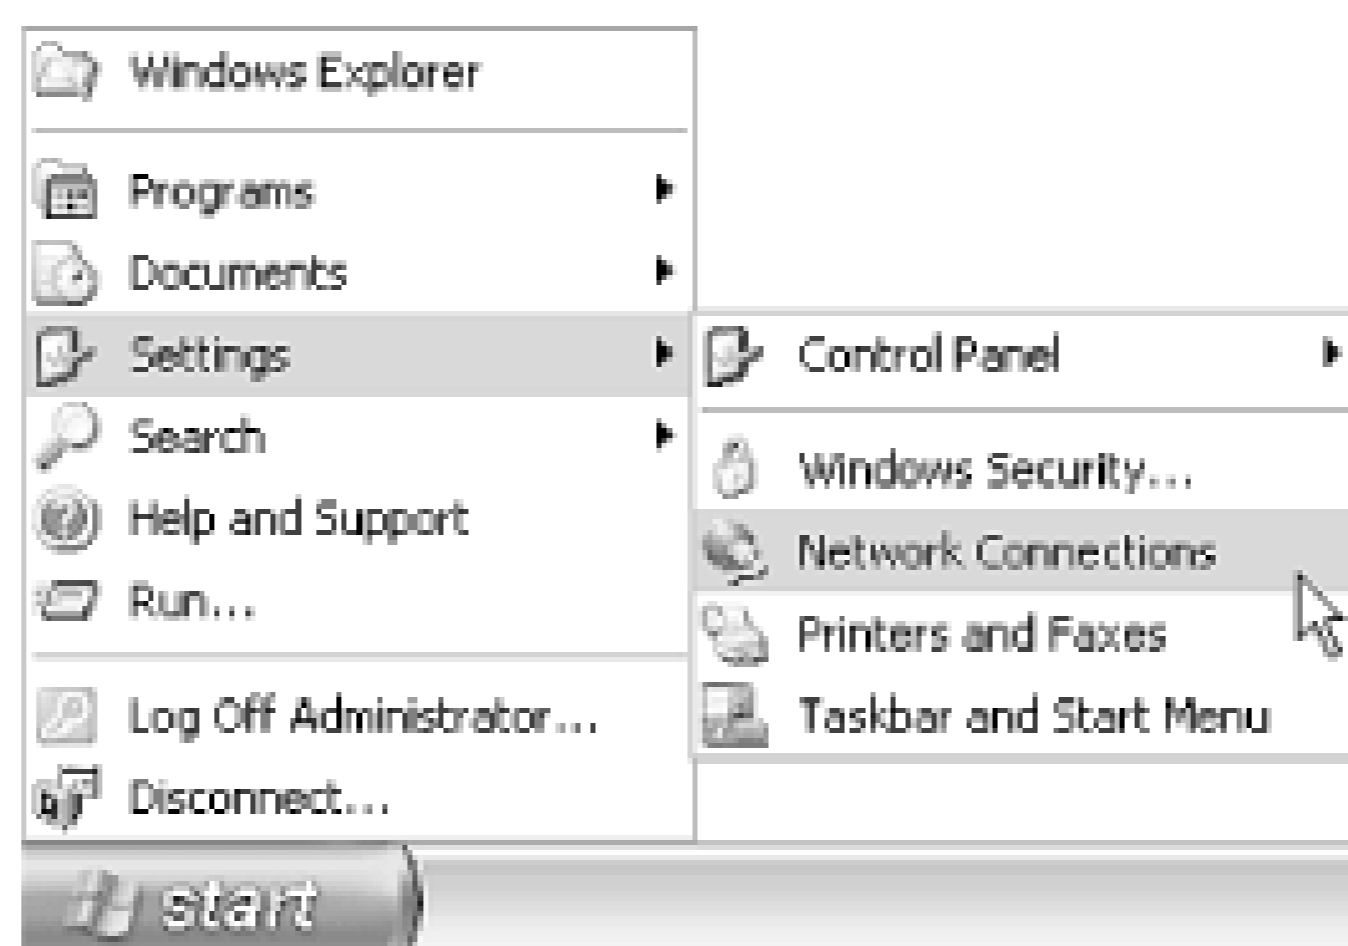 Windows Explorer
Programs
Documents
Settings
Search
Help and Support
Run...
Log Off Administrator...
Disconnect...
Control Panel
Windows Security...
Network Connections
Printers and Faxes
Taskbar and Start Menu
start